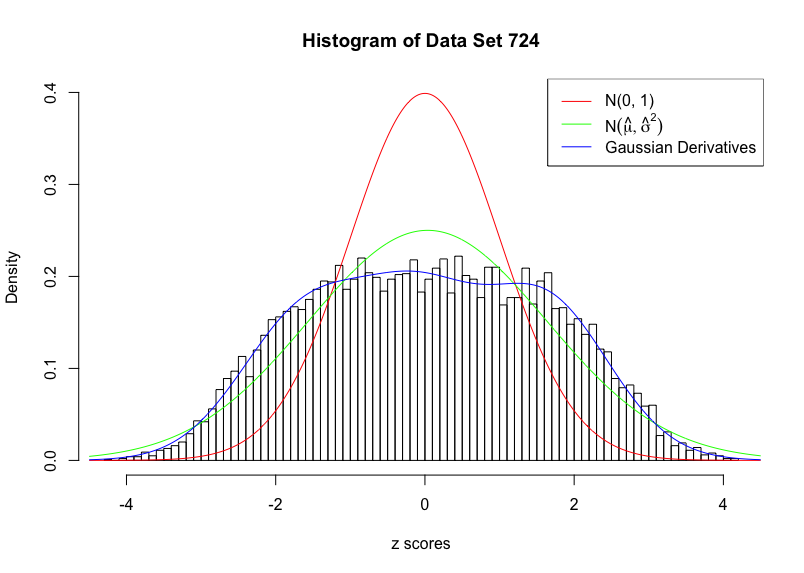 Histogram of Data Set 724
N(0, 1)
N(μ̂, σ̂²)
Gaussian Derivatives
Density
0.4
0.3
0.2
0.1
0.0
-4 -2 0 2 4
z scores